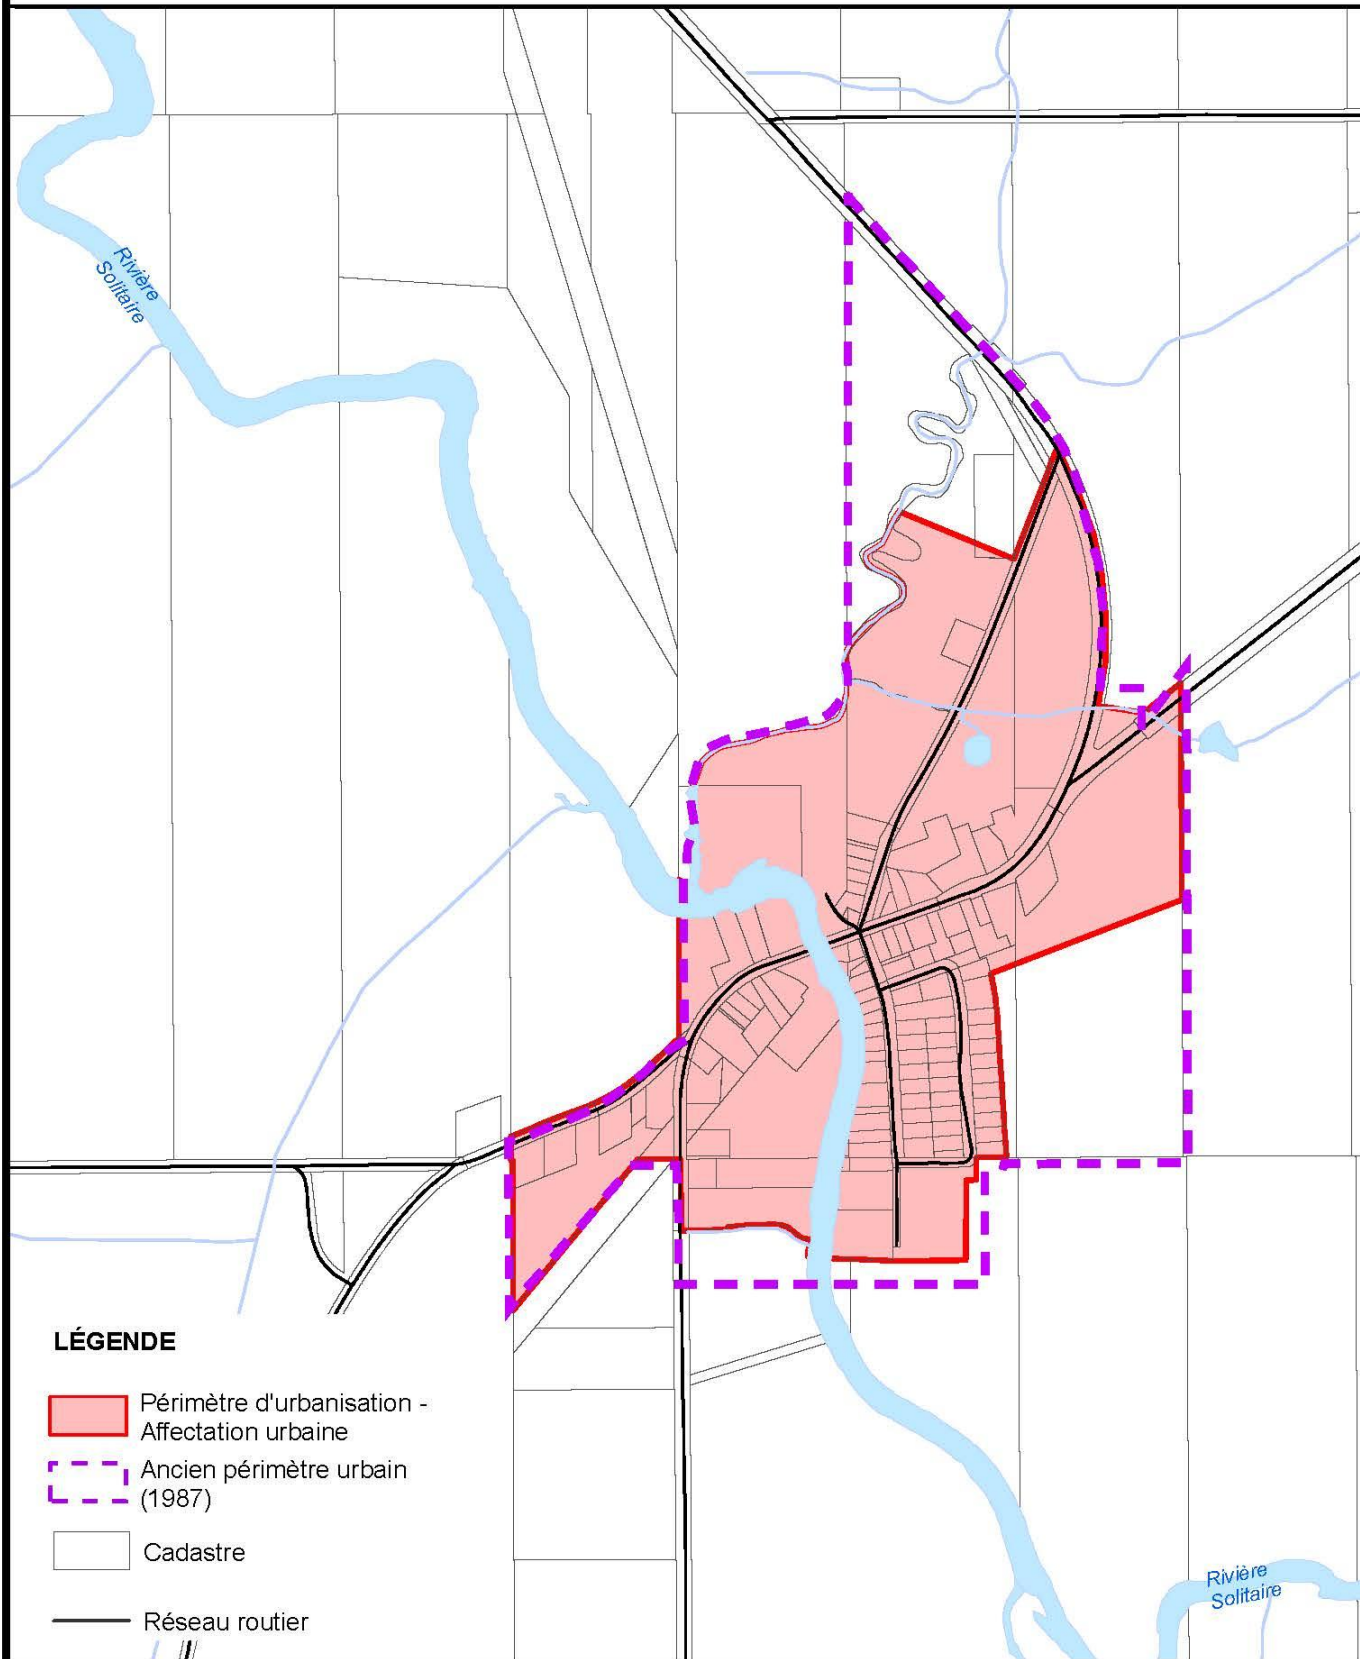 Rivière
Solitaire
LÉGENDE
Périmètre d'urbanisation -
Affectation urbaine
Ancien périmètre urbain
(1987)
Cadastre
Réseau routier
Rivière
Solitaire